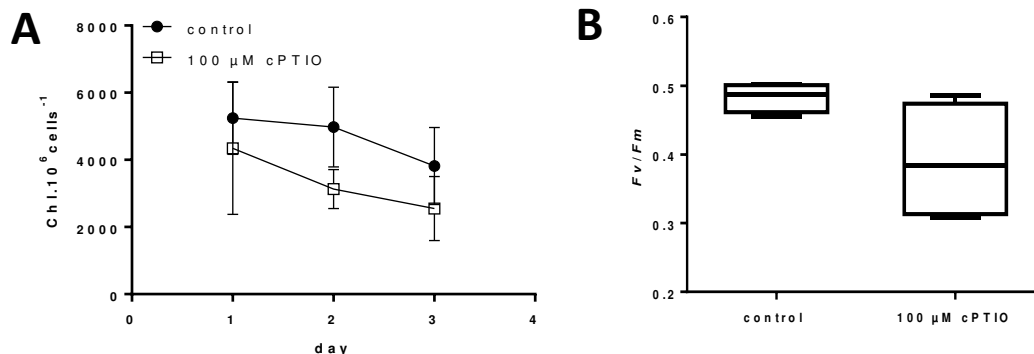 A
8000
6000
4000
2000
0
Chl.10⁶cells⁻¹
control
100 µM cPTIO
0 1 2 3 4
day
B
0.6
0.5
0.4
0.3
0.2
Fv/Fm
control 100 µM cPTIO